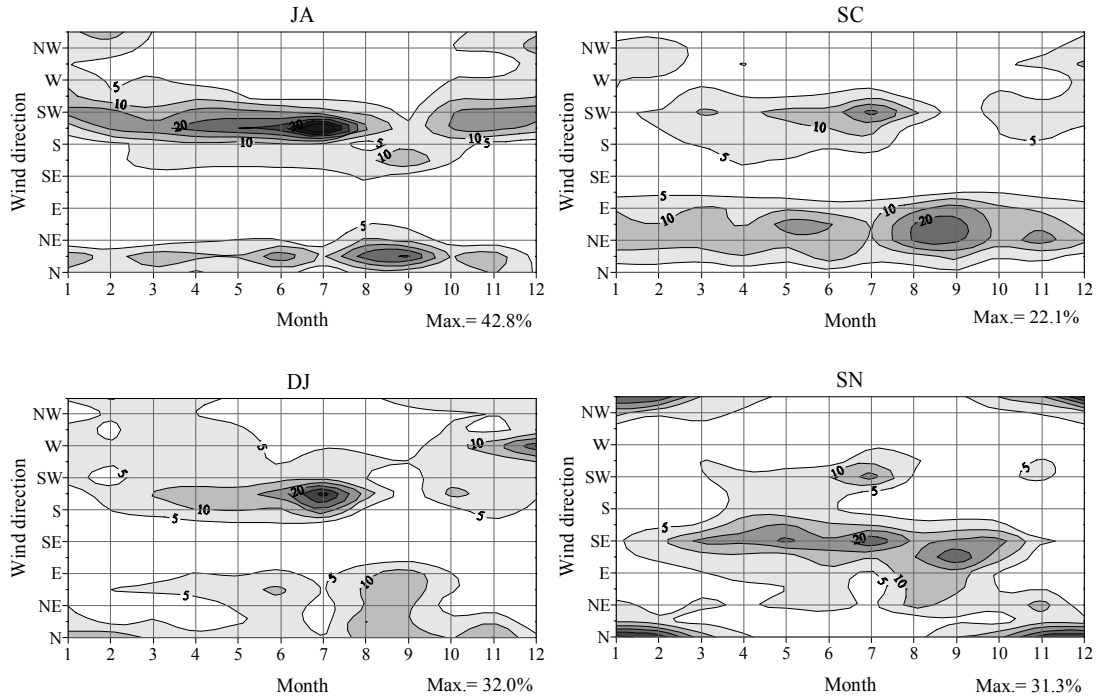 JA
Wind direction
NW
W
SW
S
SE
E
NE
N
5
10
20
20
10
5
10
5
10
5
1 2 3 4 5 6 7 8 9 10 11 12
Month
Max.= 42.8%
SC
Wind direction
NW
W
SW
S
SE
E
NE
N
5
10
5
5
5
10
10
20
1 2 3 4 5 6 7 8 9 10 11 12
Month
Max.= 22.1%
DJ
Wind direction
NW
W
SW
S
SE
E
NE
N
5
10
5
20
10
5
5
5
5
10
1 2 3 4 5 6 7 8 9 10 11 12
Month
Max.= 32.0%
SN
Wind direction
NW
W
SW
S
SE
E
NE
N
10
5
5
5
20
5
10
1 2 3 4 5 6 7 8 9 10 11 12
Month
Max.= 31.3%